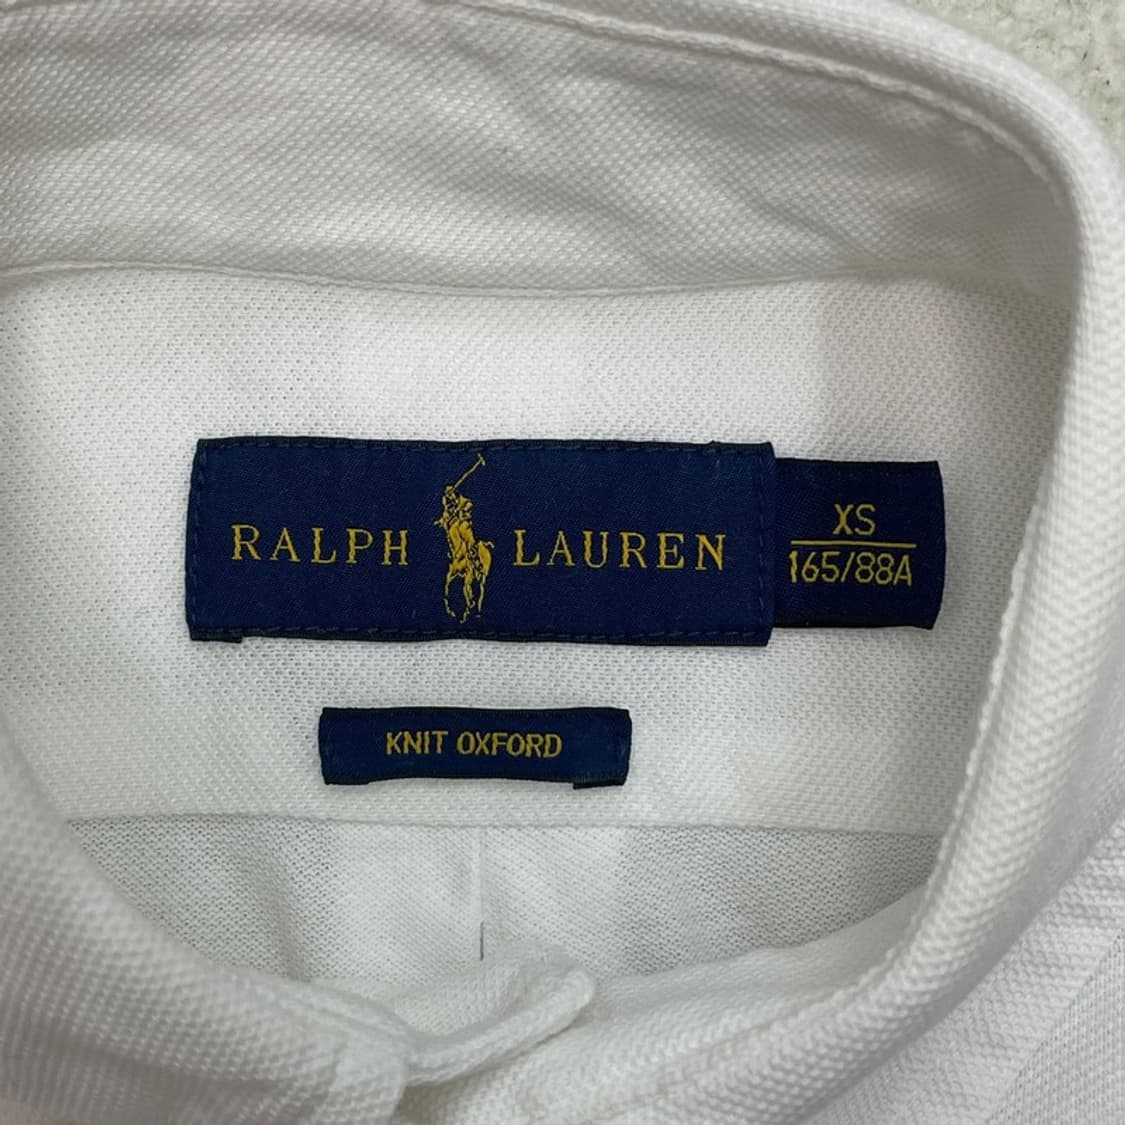 RALPH LAUREN
XS
165/88A
KNIT OXFORD